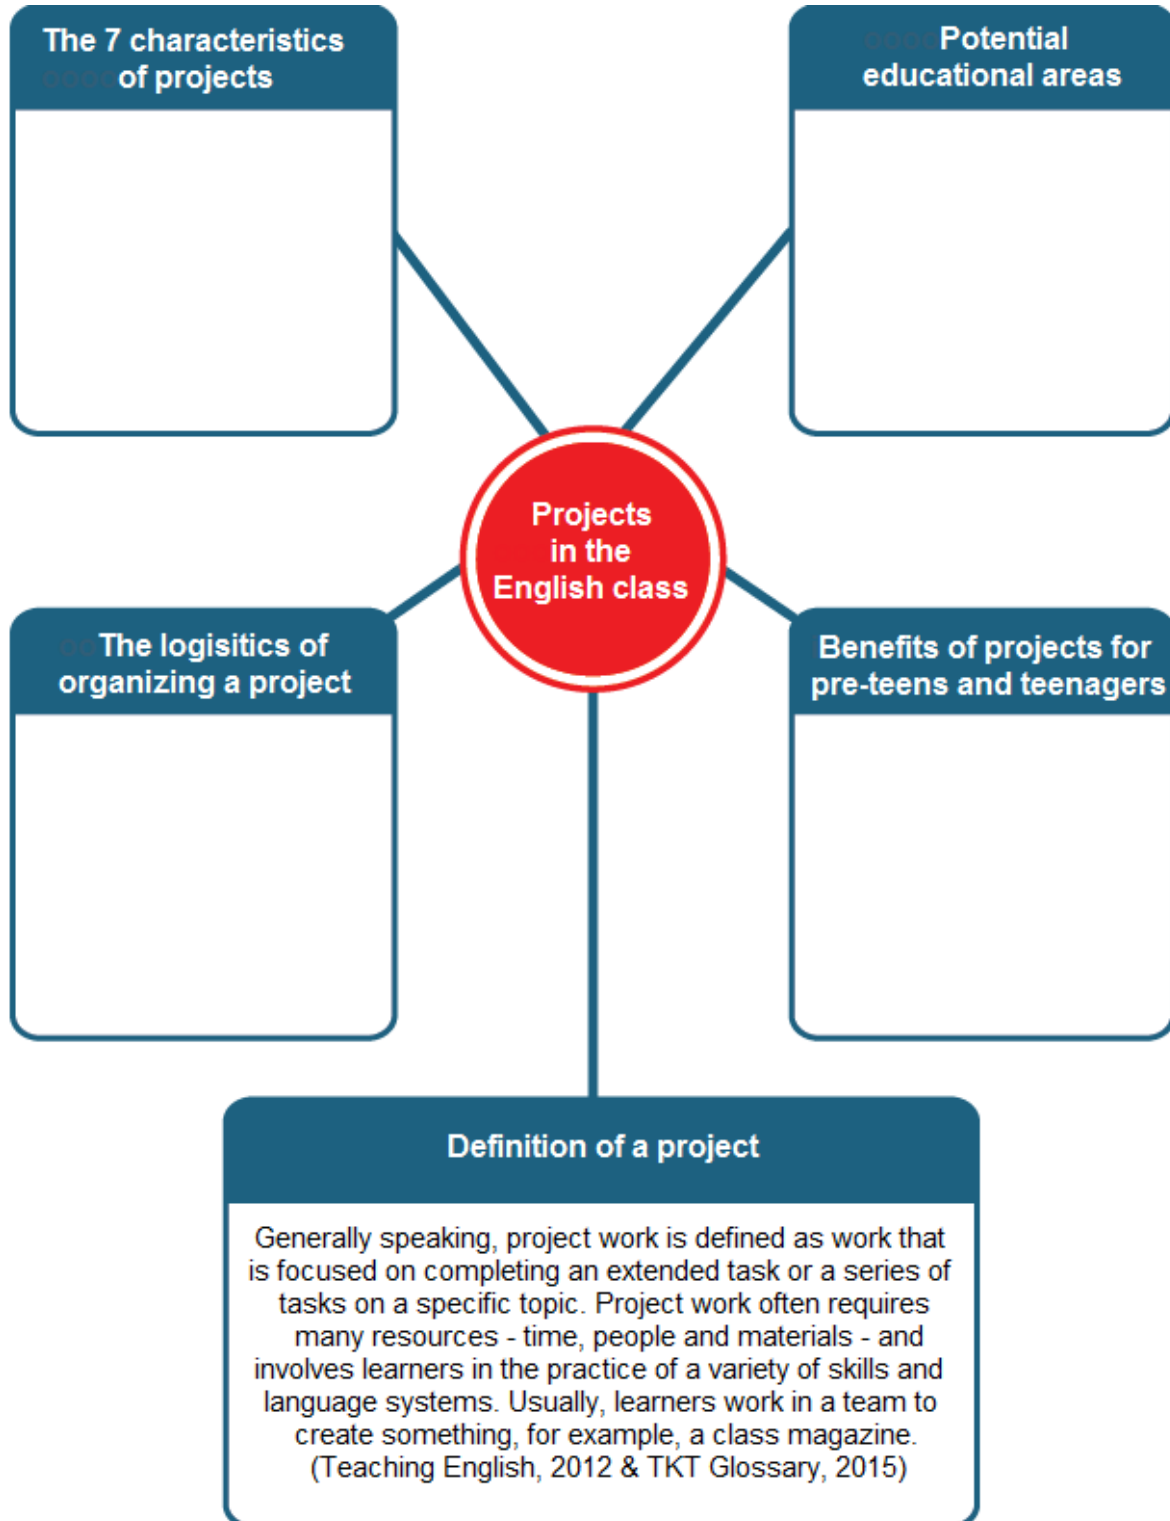 The 7 characteristics
oooo of projects
oooo Potential
educational areas
Projects
in the
English class
oo The logisitics of
organizing a project
Benefits of projects for
pre-teens and teenagers
Definition of a project
Generally speaking, project work is defined as work that
is focused on completing an extended task or a series of
tasks on a specific topic. Project work often requires
many resources - time, people and materials - and
involves learners in the practice of a variety of skills and
language systems. Usually, learners work in a team to
create something, for example, a class magazine.
(Teaching English, 2012 & TKT Glossary, 2015)